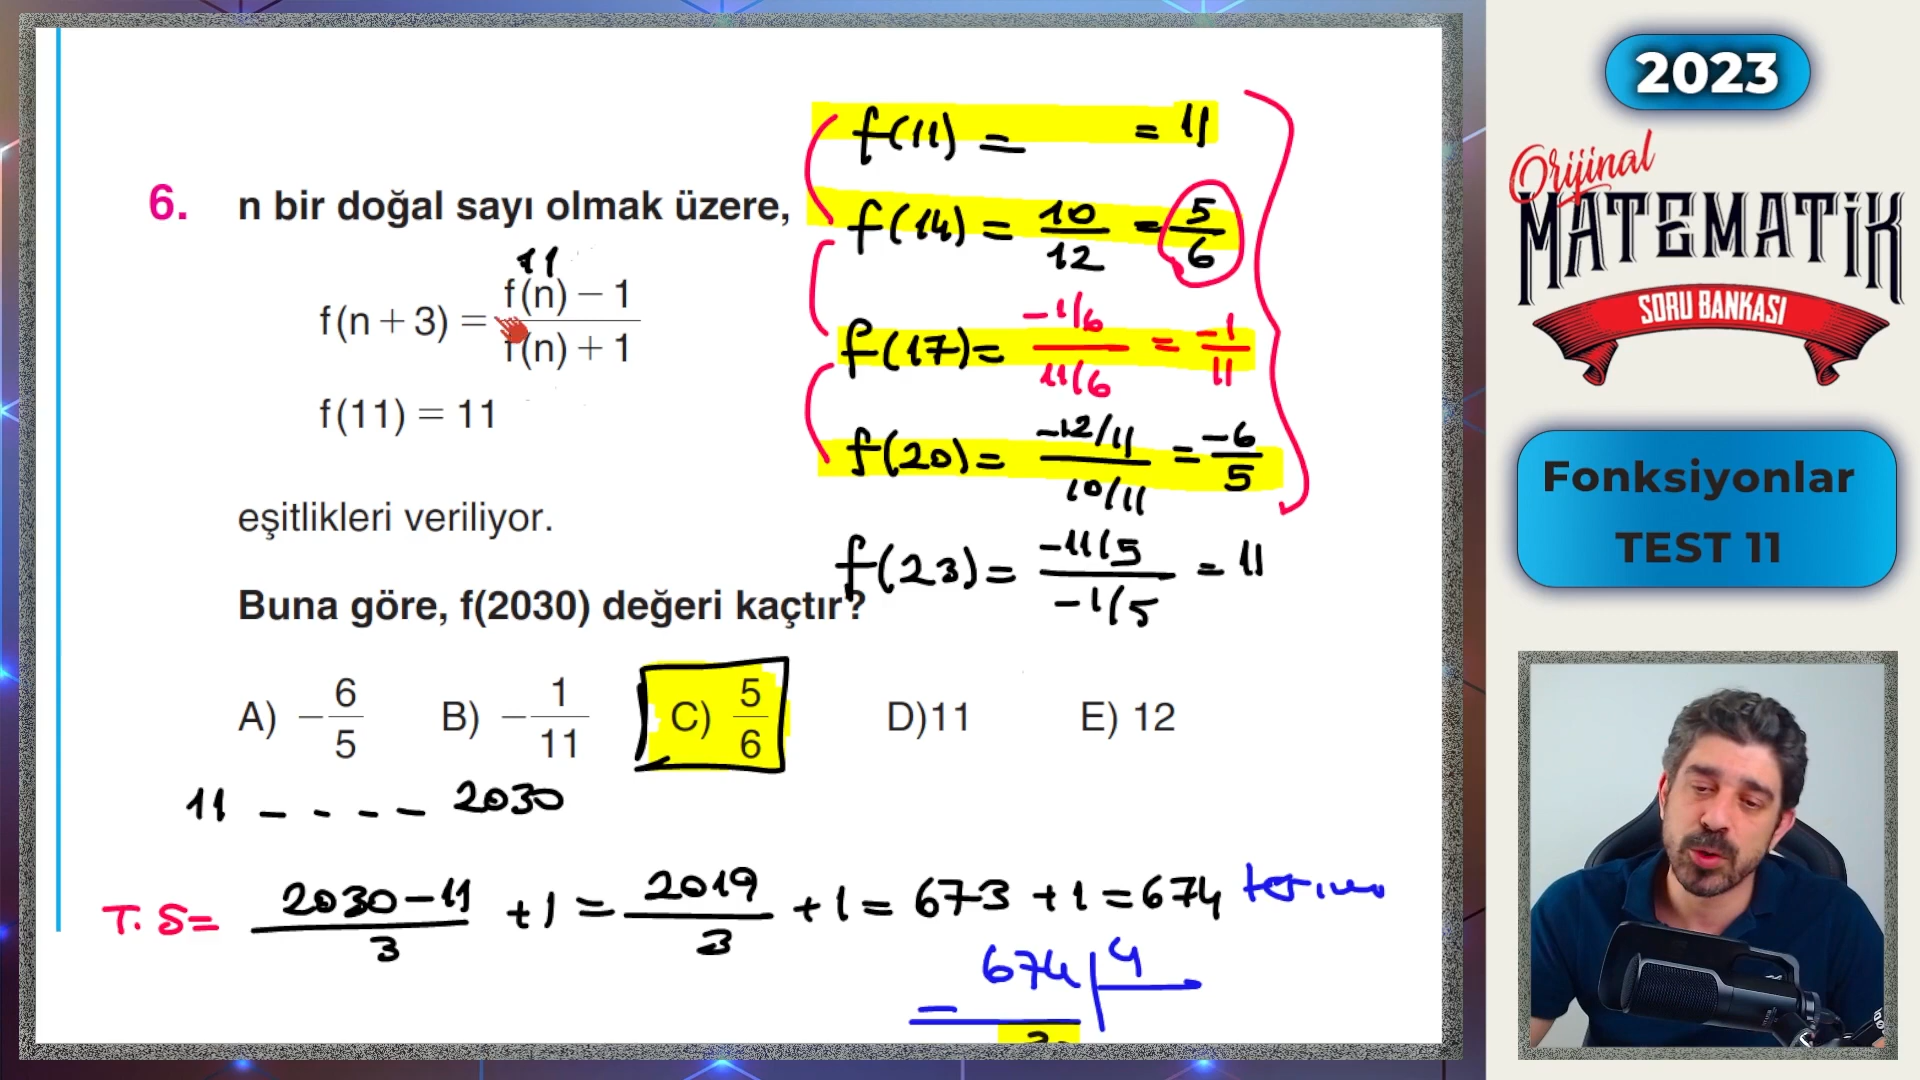 6. n bir doğal sayı olmak üzere,
11
f(n + 3) = f(n) − 1 / f(n) + 1
f(11) = 11
eşitlikleri veriliyor.
Buna göre, f(2030) değeri kaçtır?
A) −6/5 B) −1/11 C) 5/6 D)11 E) 12
f(11) = = 11
f(14) = 10/12 = 5/6
f(17) = −1/6 / 11/6 = −1/11
f(20) = −12/11 / 10/11 = −6/5
f(23) = −11/5 / −1/5 = 11
11 − − − − 2030
T.S = 2030−11/3 + 1 = 2019/3 + 1 = 673 + 1 = 674 terim
674 | 4
−
2
2023
Orijinal
MATEMATİK
SORU BANKASI
Fonksiyonlar
TEST 11